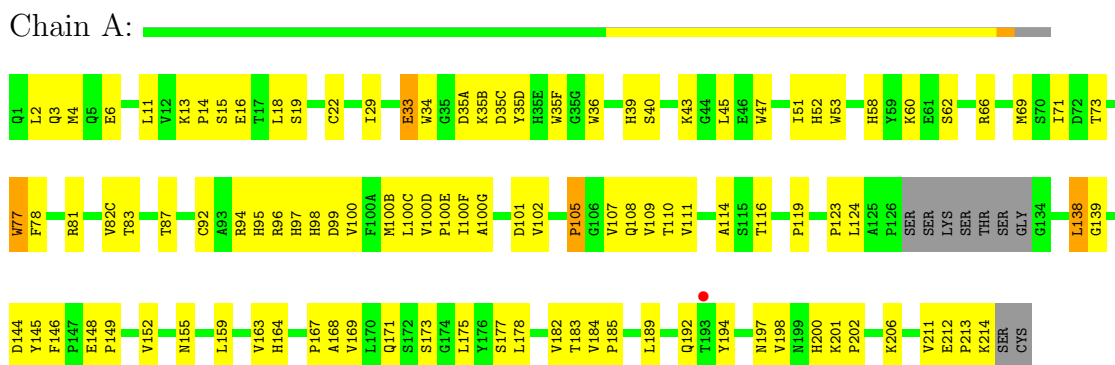 Chain A:
Q1 L2 Q3 M4 Q5 E6 L11 V12 K13 P14 S15 E16 T17 L18 S19 C22 I29 E33 W34 G35 D35A K35B D35C Y35D H35E W35F G35G W36 H39 S40 K43 G44 L45 E46 W47 I51 H52 W53 H58 Y59 K60 E61 S62 R66 M69 S70 I71 D72 T73
W77 F78 R81 V82C T83 T87 C92 A93 R94 H95 R96 H97 H98 D99 V100 F100A M100B L100C V100D P100E I100F A100G D101 V102 P105 G106 V107 Q108 V109 T110 V111 A114 S115 T116 P119 P123 L124 A125 P126 SER SER LYS SER THR SER GLY G134 L138 G139
D144 Y145 F146 P147 E148 P149 V152 N155 L159 V163 H164 P167 A168 V169 L170 Q171 S172 S173 G174 L175 Y176 S177 L178 V182 T183 V184 P185 L189 Q192 T193 Y194 N197 V198 N199 H200 K201 P202 K206 V211 E212 P213 K214 SER CYS